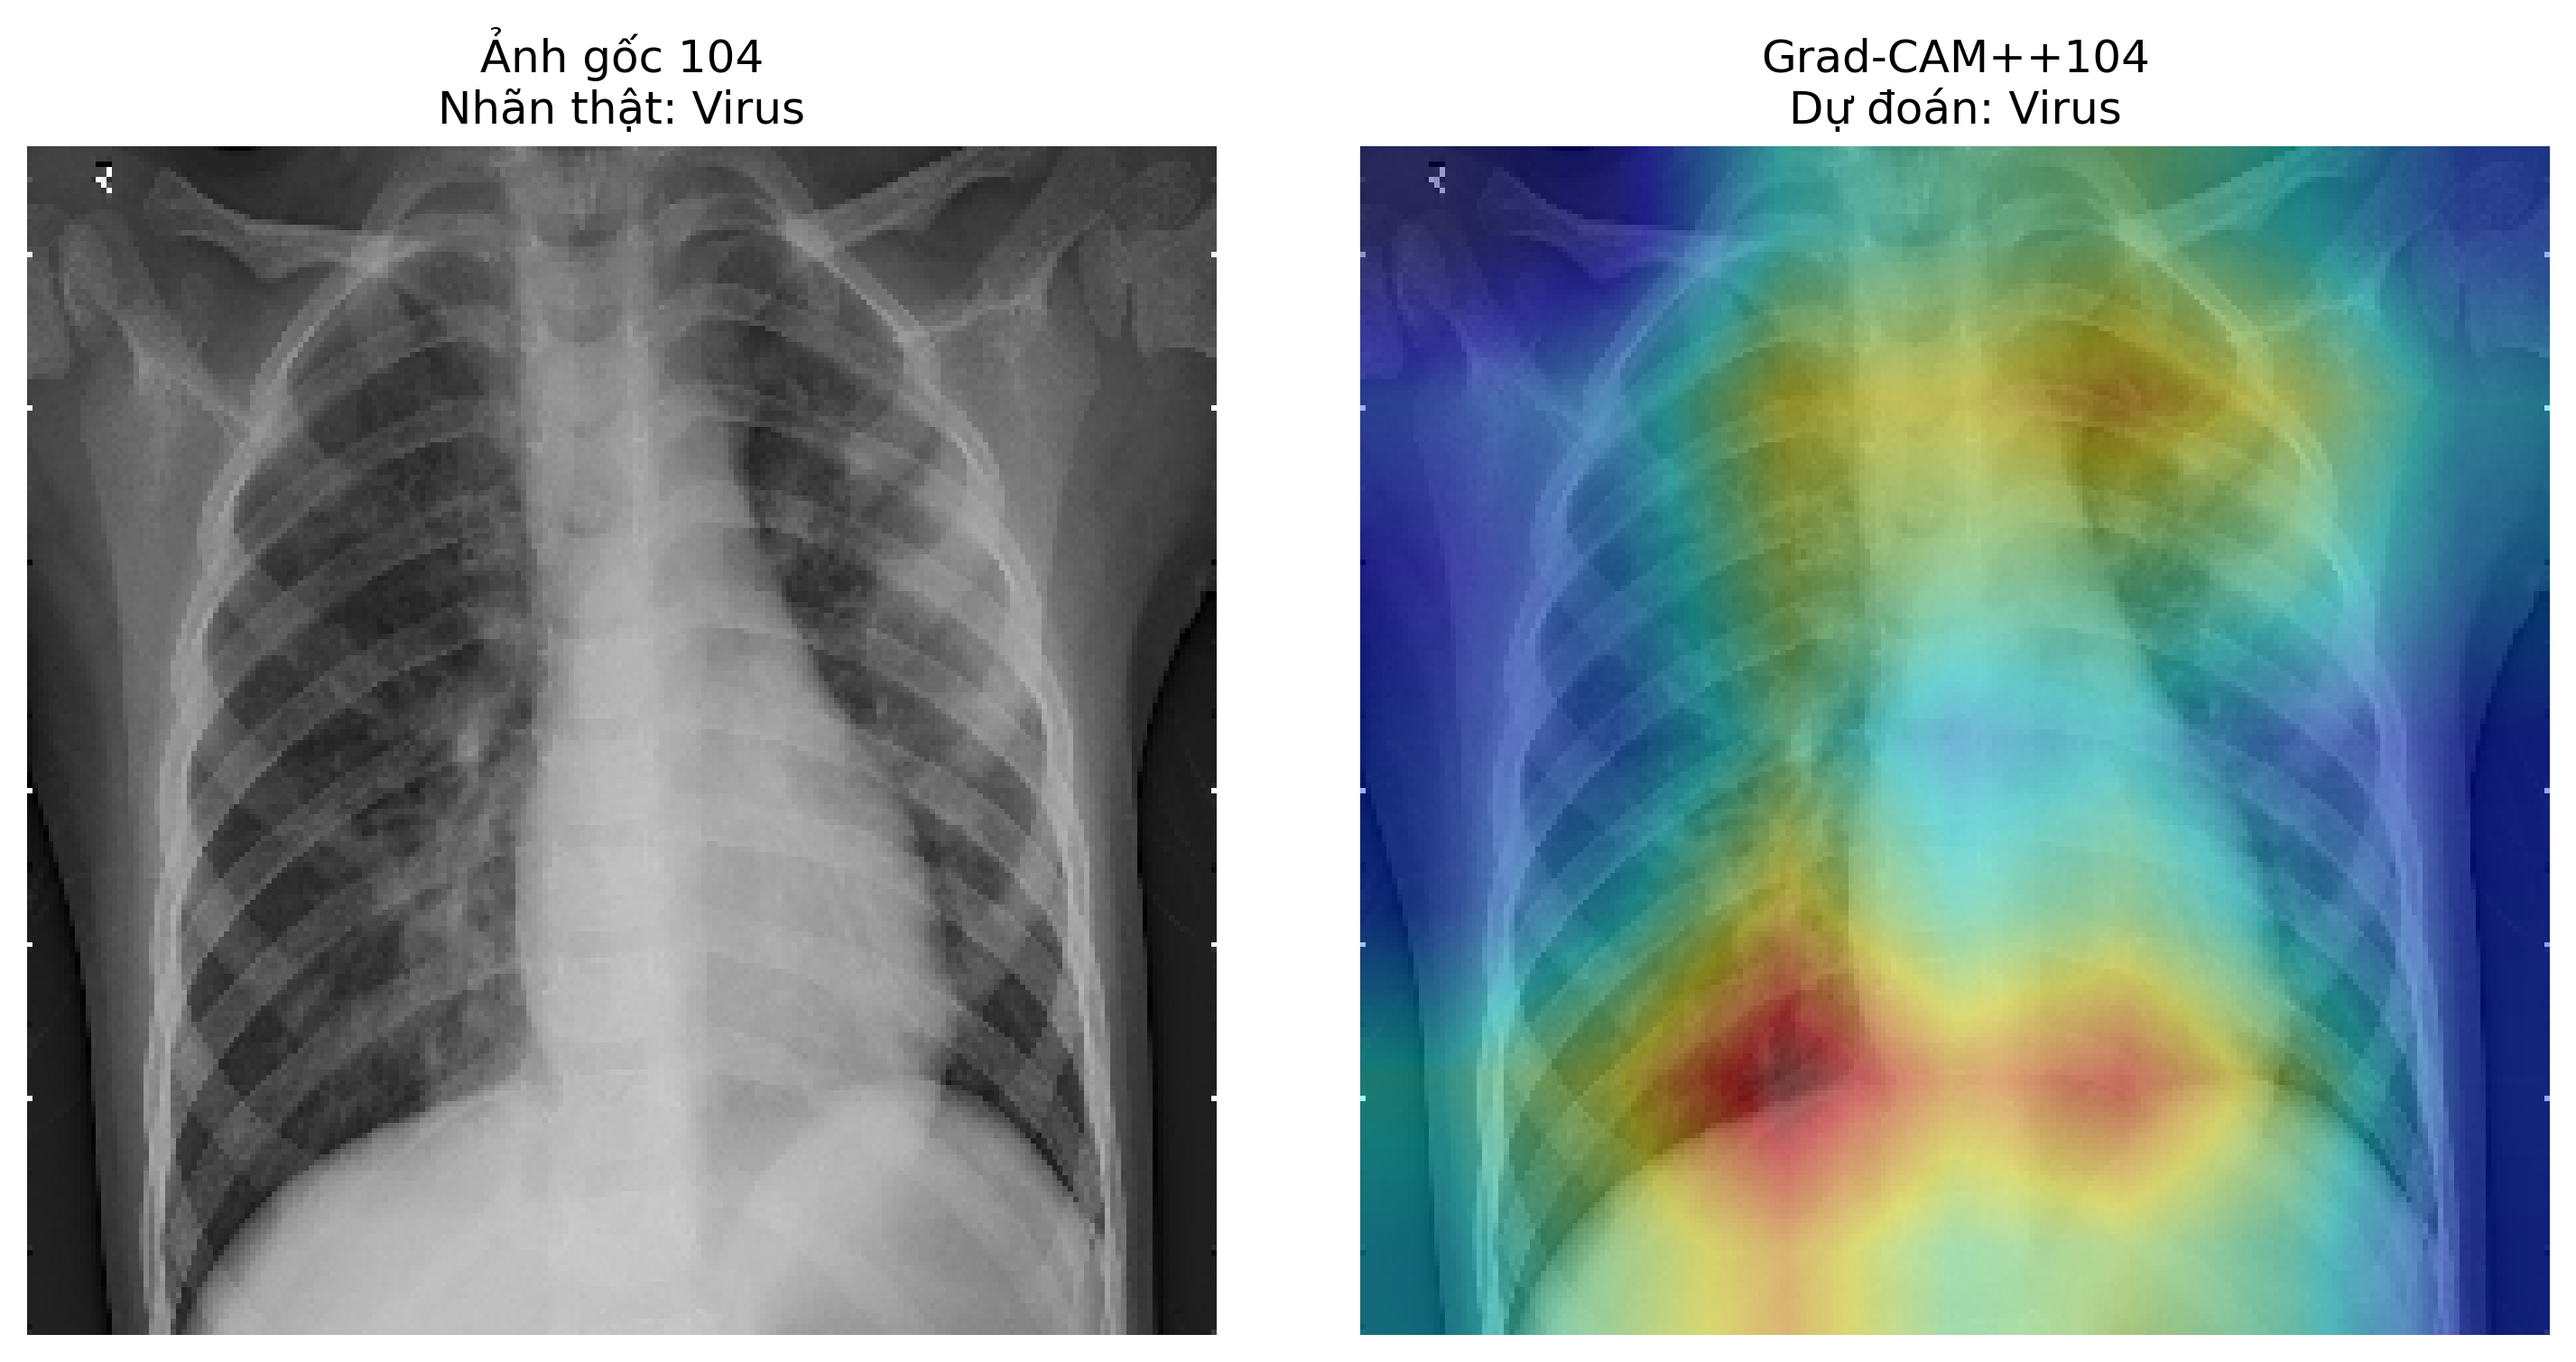 Ảnh gốc 104
Nhãn thật: Virus
Grad-CAM++104
Dự đoán: Virus